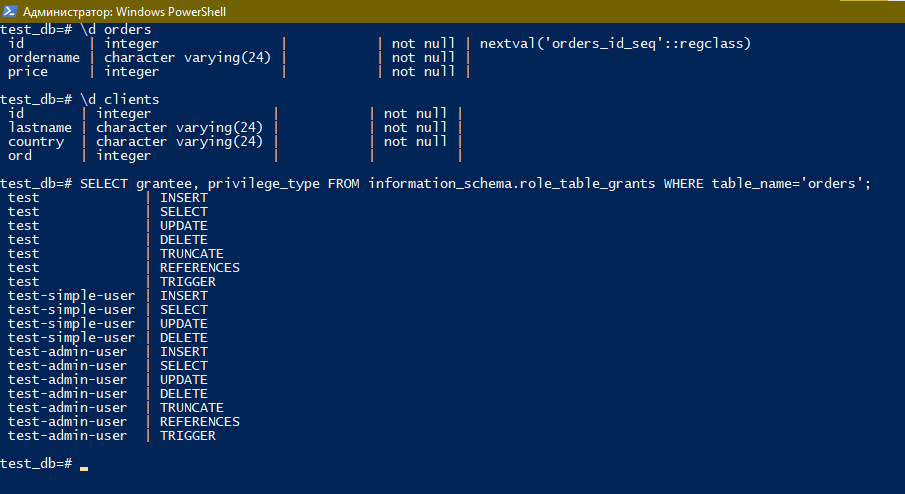 Администратор: Windows PowerShell
test_db=# \d orders
 id        | integer               |           | not null | nextval('orders_id_seq'::regclass)
 ordername | character varying(24) |           | not null |
 price     | integer               |           | not null |
test_db=# \d clients
 id       | integer               |           | not null |
 lastname | character varying(24) |           | not null |
 country  | character varying(24) |           | not null |
 ord      | integer               |           |          |
test_db=# SELECT grantee, privilege_type FROM information_schema.role_table_grants WHERE table_name='orders';
 test             | INSERT
 test             | SELECT
 test             | UPDATE
 test             | DELETE
 test             | TRUNCATE
 test             | REFERENCES
 test             | TRIGGER
 test-simple-user | INSERT
 test-simple-user | SELECT
 test-simple-user | UPDATE
 test-simple-user | DELETE
 test-admin-user  | INSERT
 test-admin-user  | SELECT
 test-admin-user  | UPDATE
 test-admin-user  | DELETE
 test-admin-user  | TRUNCATE
 test-admin-user  | REFERENCES
 test-admin-user  | TRIGGER
test_db=#